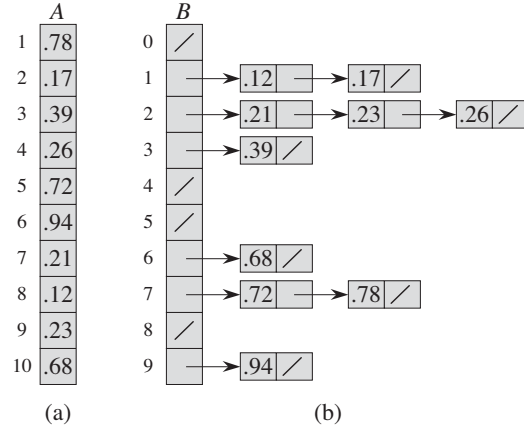 A B
1 .78 0
2 .17 1 .12 .17
3 .39 2 .21 .23 .26
4 .26 3 .39
5 .72 4
6 .94 5
7 .21 6 .68
8 .12 7 .72 .78
9 .23 8
10 .68 9 .94
(a) (b)